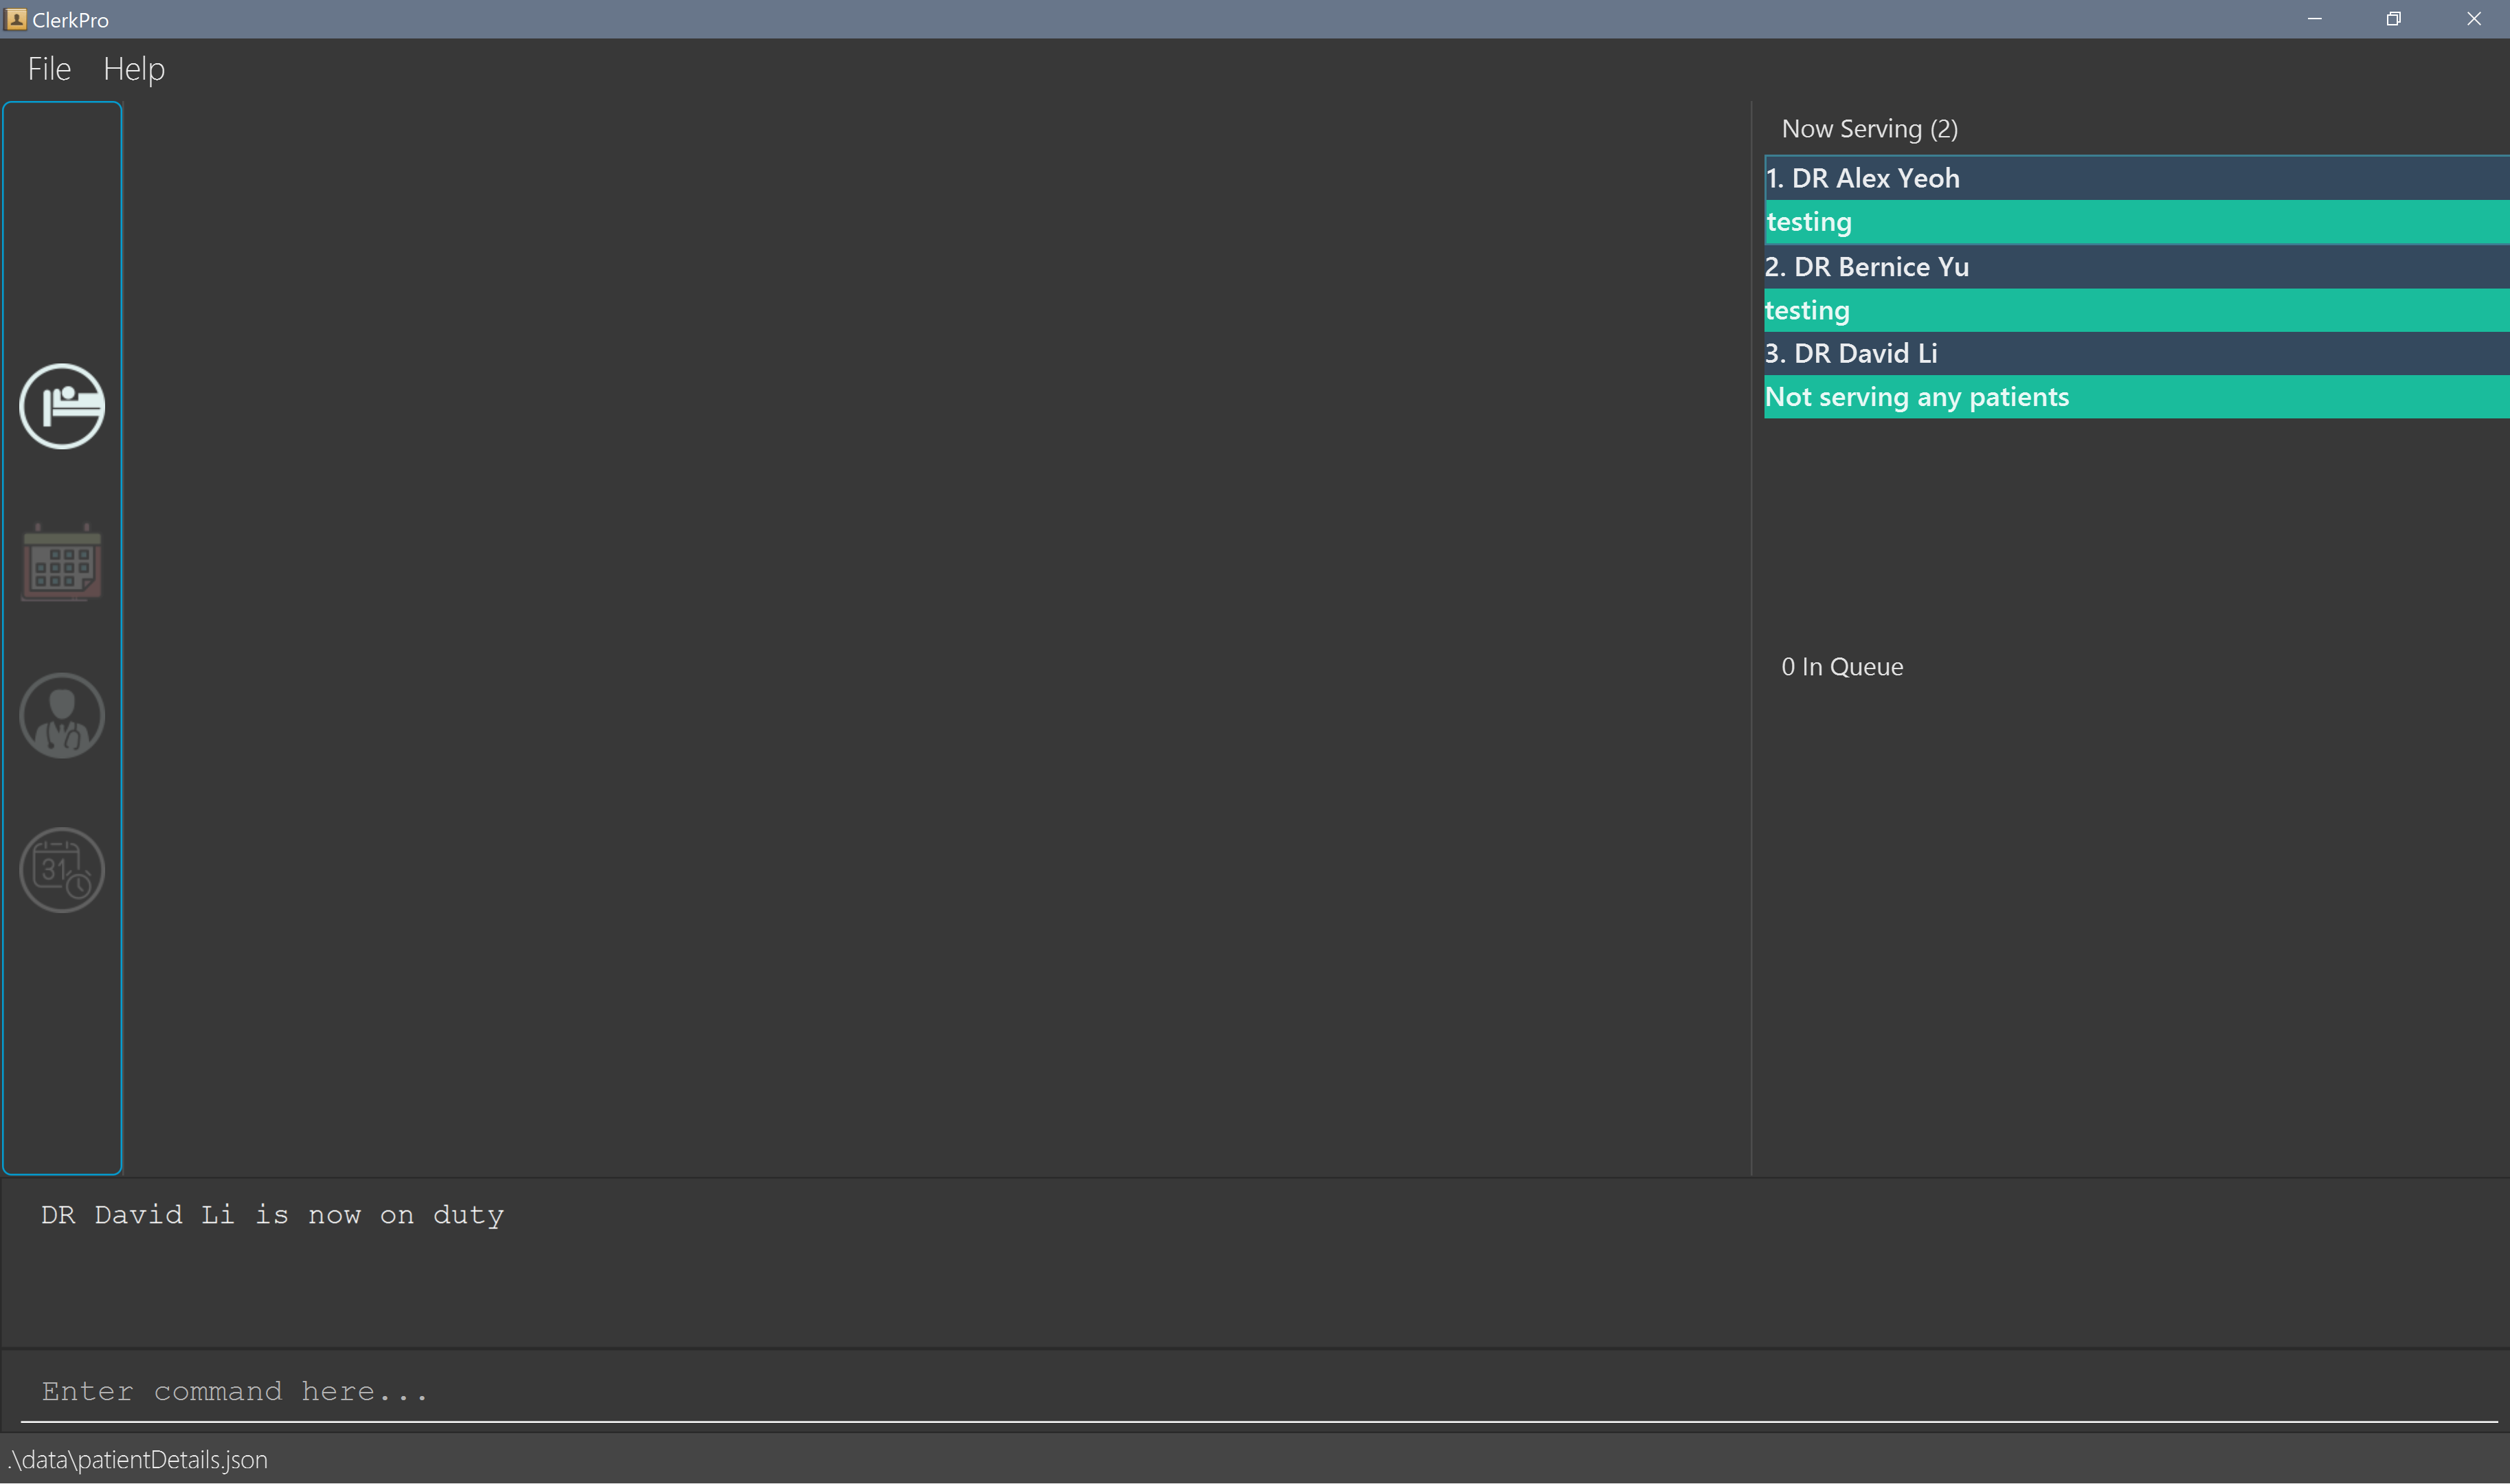 ClerkPro
File Help
Now Serving (2)
1. DR Alex Yeoh
testing
2. DR Bernice Yu
testing
3. DR David Li
Not serving any patients
31
0 In Queue
DR David Li is now on duty
Enter command here...
.\data\patientDetails.json